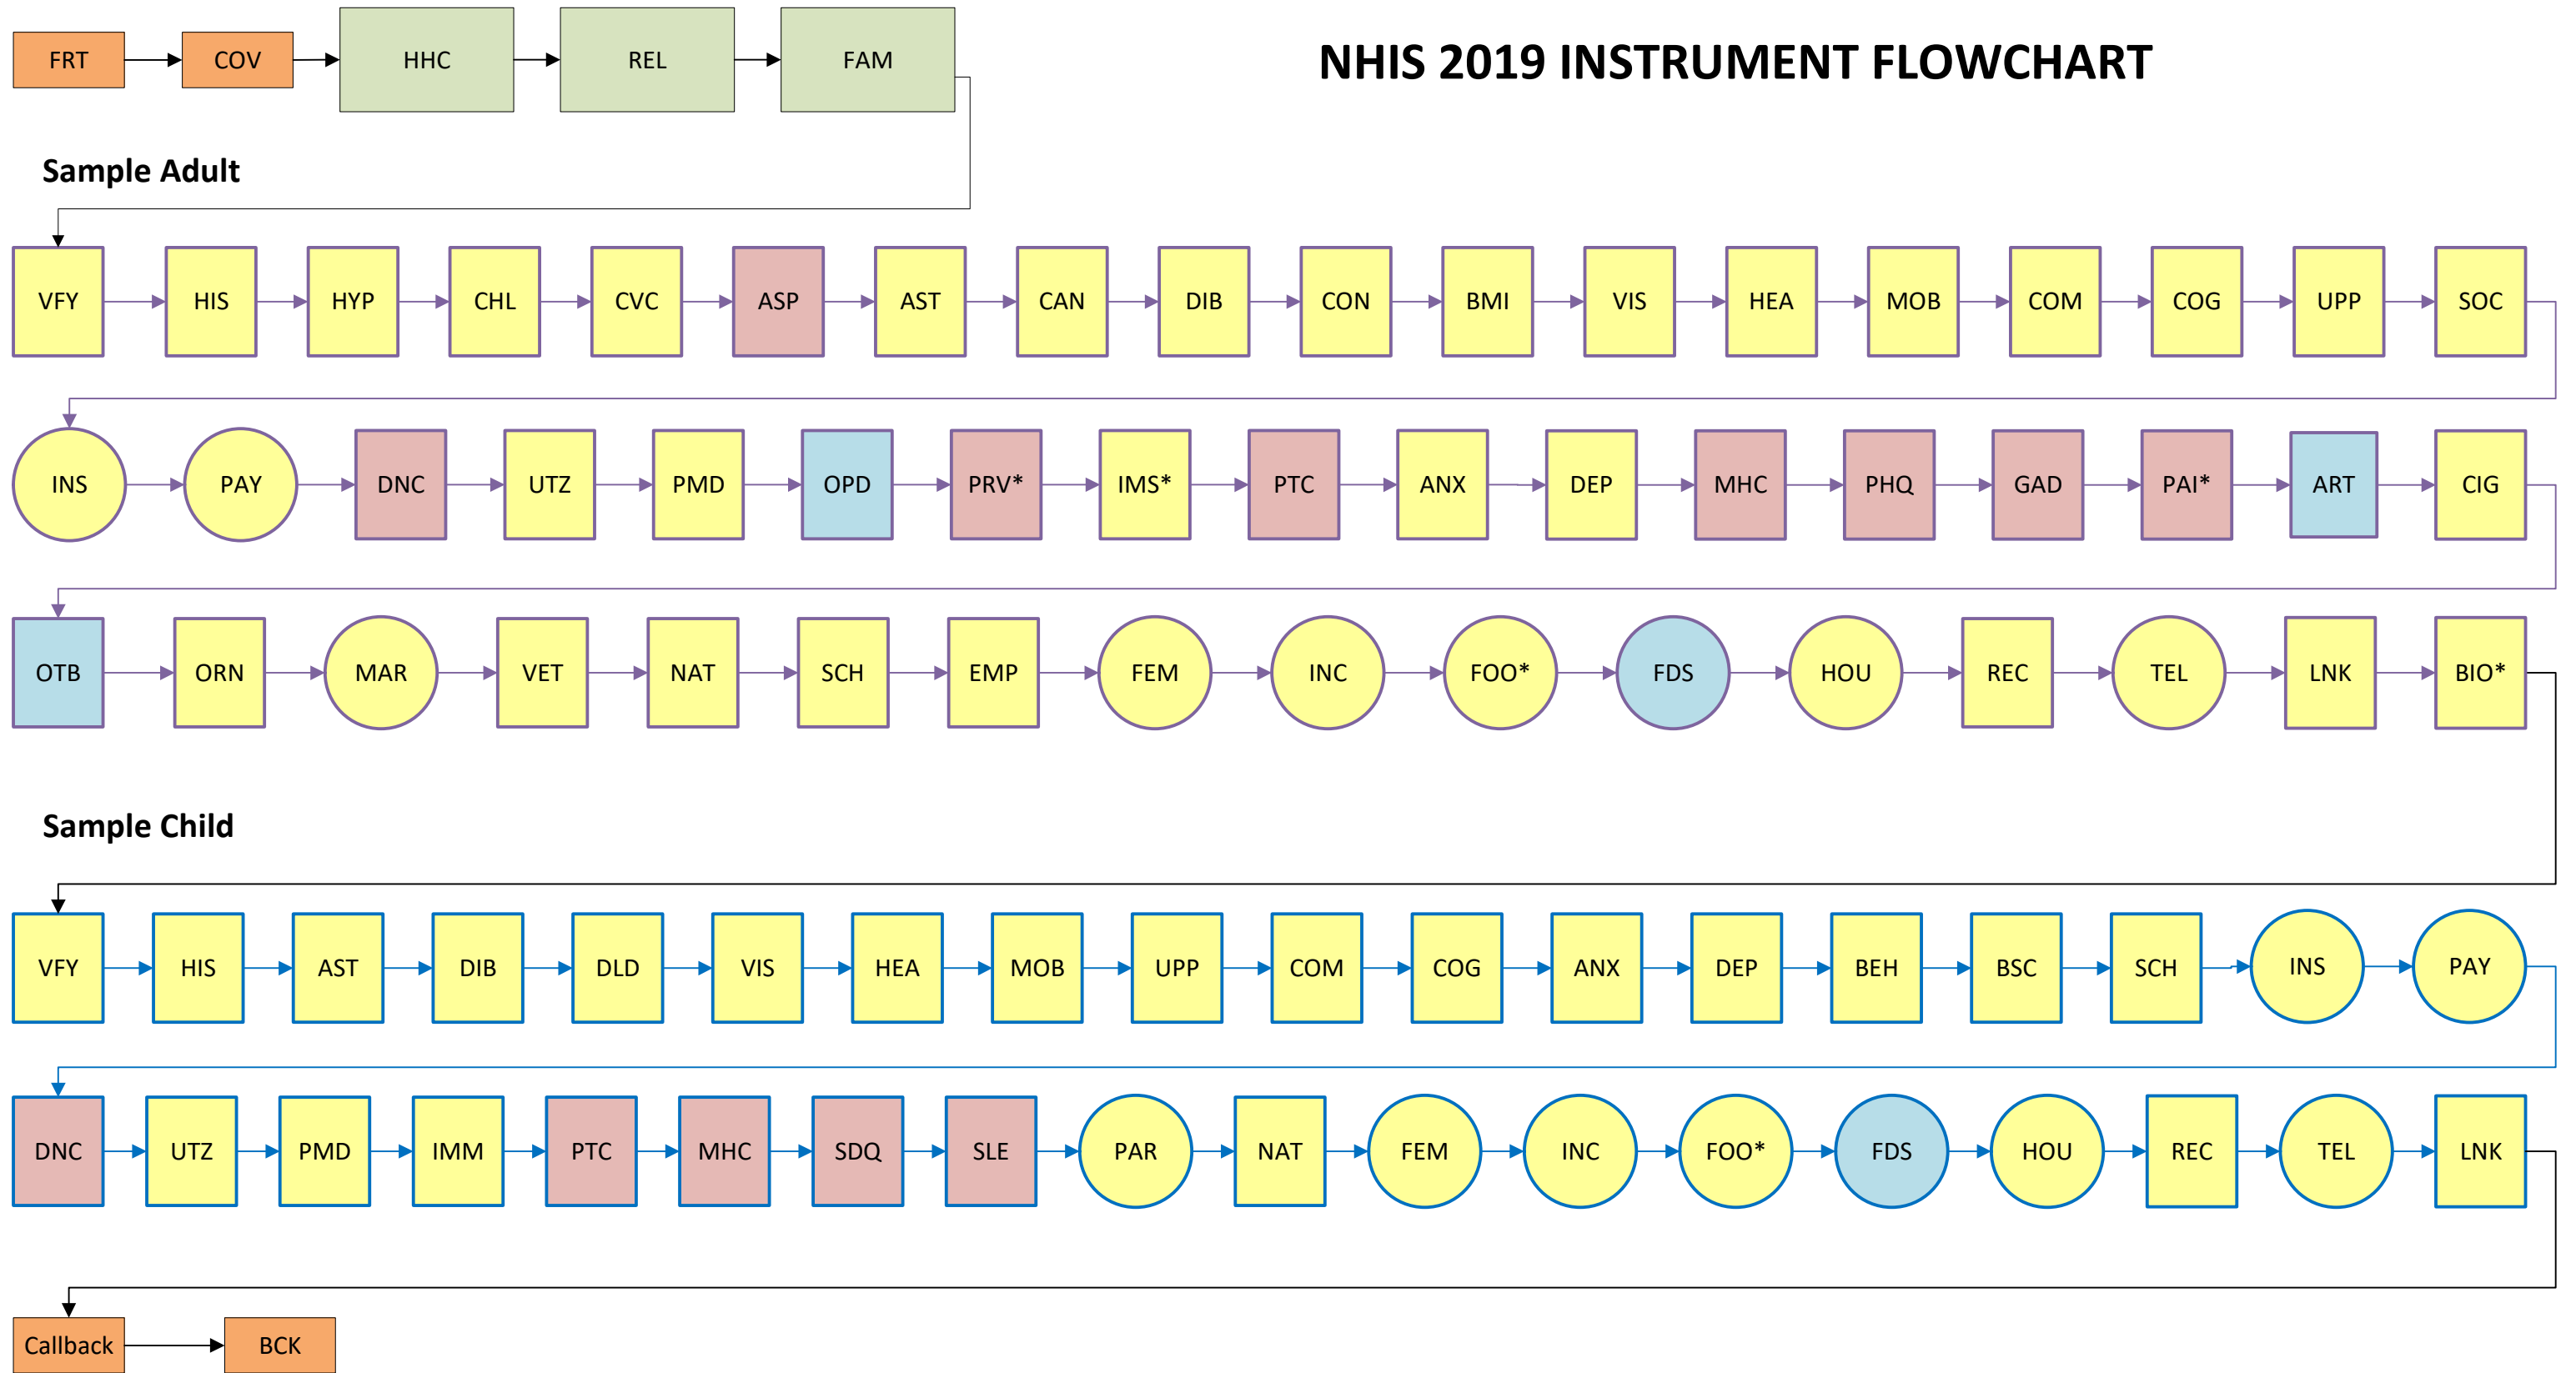 FRT COV HHC REL FAM
NHIS 2019 INSTRUMENT FLOWCHART
Sample Adult
VFY HIS HYP CHL CVC ASP AST CAN DIB CON BMI VIS HEA MOB COM COG UPP SOC
INS PAY DNC UTZ PMD OPD PRV* IMS* PTC ANX DEP MHC PHQ GAD PAI* ART CIG
OTB ORN MAR VET NAT SCH EMP FEM INC FOO* FDS HOU REC TEL LNK BIO*
Sample Child
VFY HIS AST DIB DLD VIS HEA MOB UPP COM COG ANX DEP BEH BSC SCH INS PAY
DNC UTZ PMD IMM PTC MHC SDQ SLE PAR NAT FEM INC FOO* FDS HOU REC TEL LNK
Callback BCK